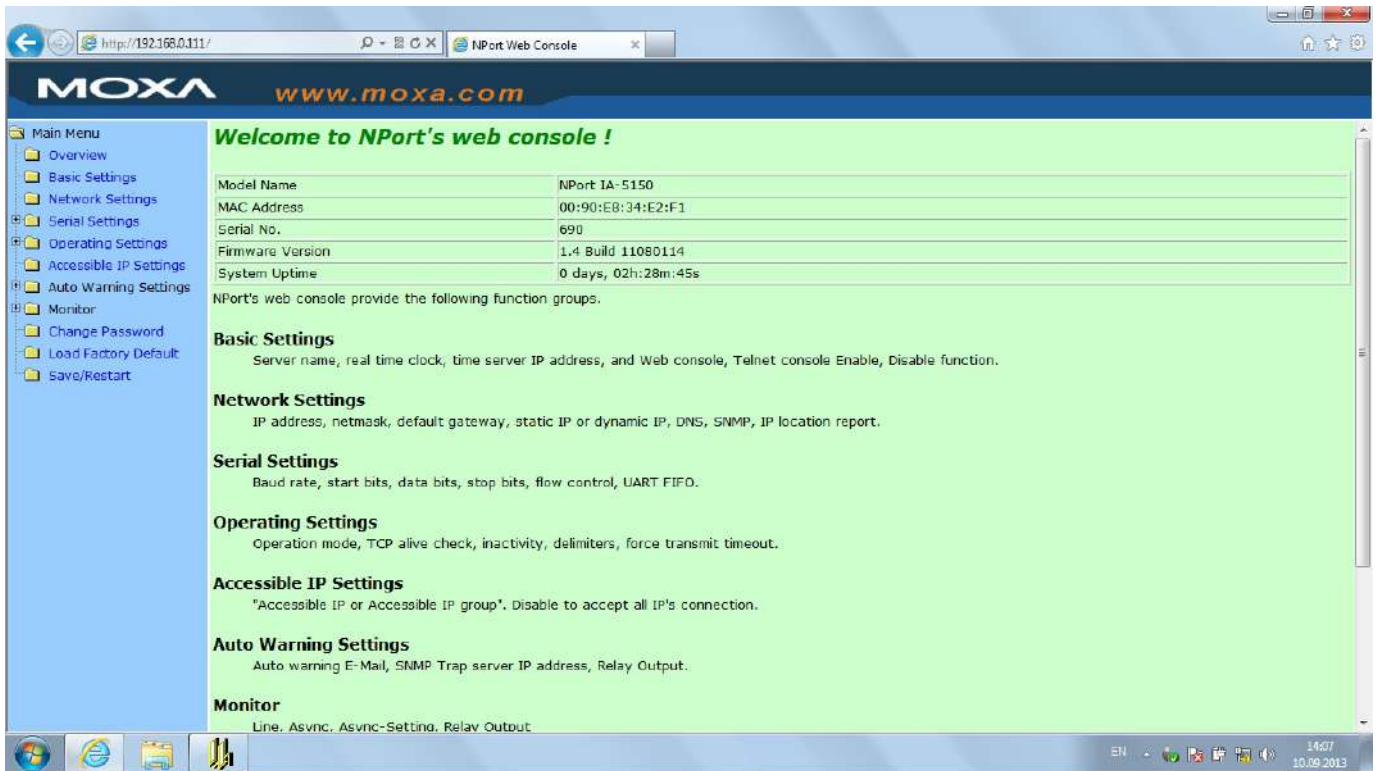 http://192.168.0.111/
NPort Web Console
MOXA www.moxa.com
Main Menu
Overview
Basic Settings
Network Settings
Serial Settings
Operating Settings
Accessible IP Settings
Auto Warning Settings
Monitor
Change Password
Load Factory Default
Save/Restart
Welcome to NPort's web console !
Model Name NPort IA-5150
MAC Address 00:90:E8:34:E2:F1
Serial No. 690
Firmware Version 1.4 Build 11080114
System Uptime 0 days, 02h:28m:45s
NPort's web console provide the following function groups.
Basic Settings
Server name, real time clock, time server IP address, and Web console, Telnet console Enable, Disable function.
Network Settings
IP address, netmask, default gateway, static IP or dynamic IP, DNS, SNMP, IP location report.
Serial Settings
Baud rate, start bits, data bits, stop bits, flow control, UART FIFO.
Operating Settings
Operation mode, TCP alive check, inactivity, delimiters, force transmit timeout.
Accessible IP Settings
"Accessible IP or Accessible IP group". Disable to accept all IP's connection.
Auto Warning Settings
Auto warning E-Mail, SNMP Trap server IP address, Relay Output.
Monitor
Line, Async, Async-Setting, Relay Output
EN
14:07
10.09.2013